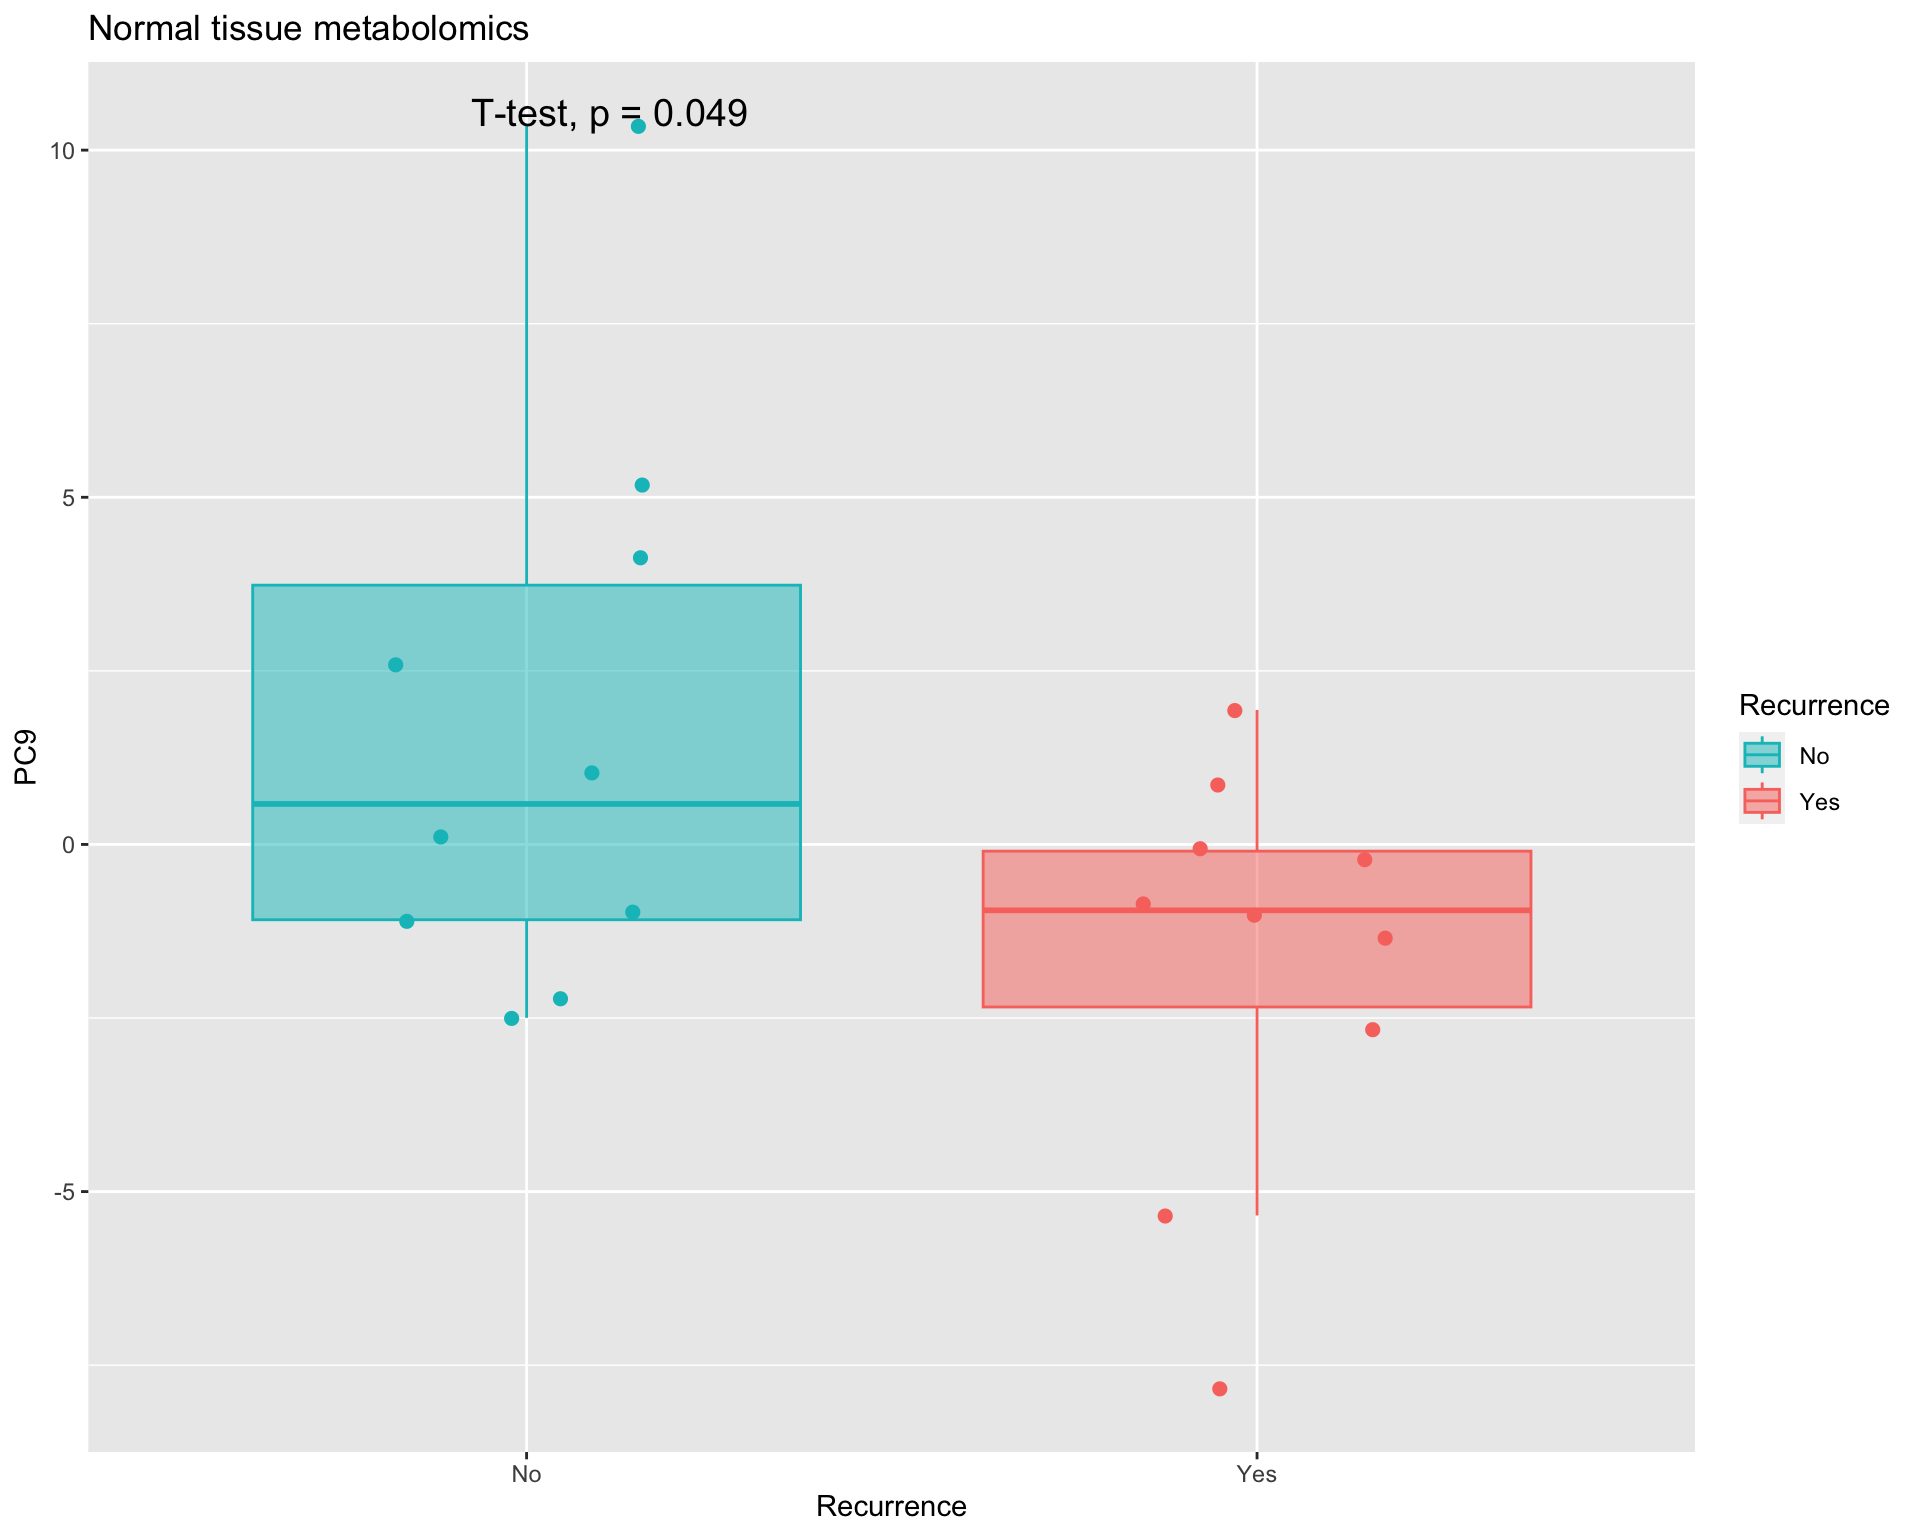 Normal tissue metabolomics
T-test, p = 0.049
10
5
0
-5
PC9
No
Yes
Recurrence
Recurrence
No
Yes